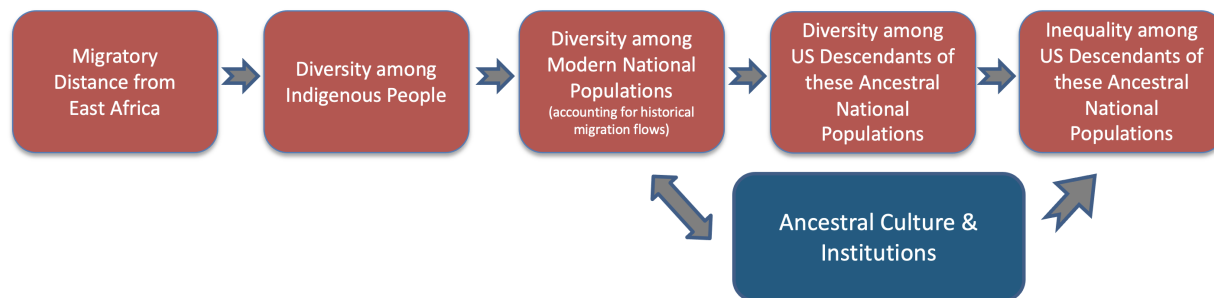 Migratory
Distance from
East Africa
Diversity among
Indigenous People
Diversity among
Modern National
Populations
(accounting for historical
migration flows)
Diversity among
US Descendants of
these Ancestral
National
Populations
Inequality among
US Descendants of
these Ancestral
National
Populations
Ancestral Culture &
Institutions